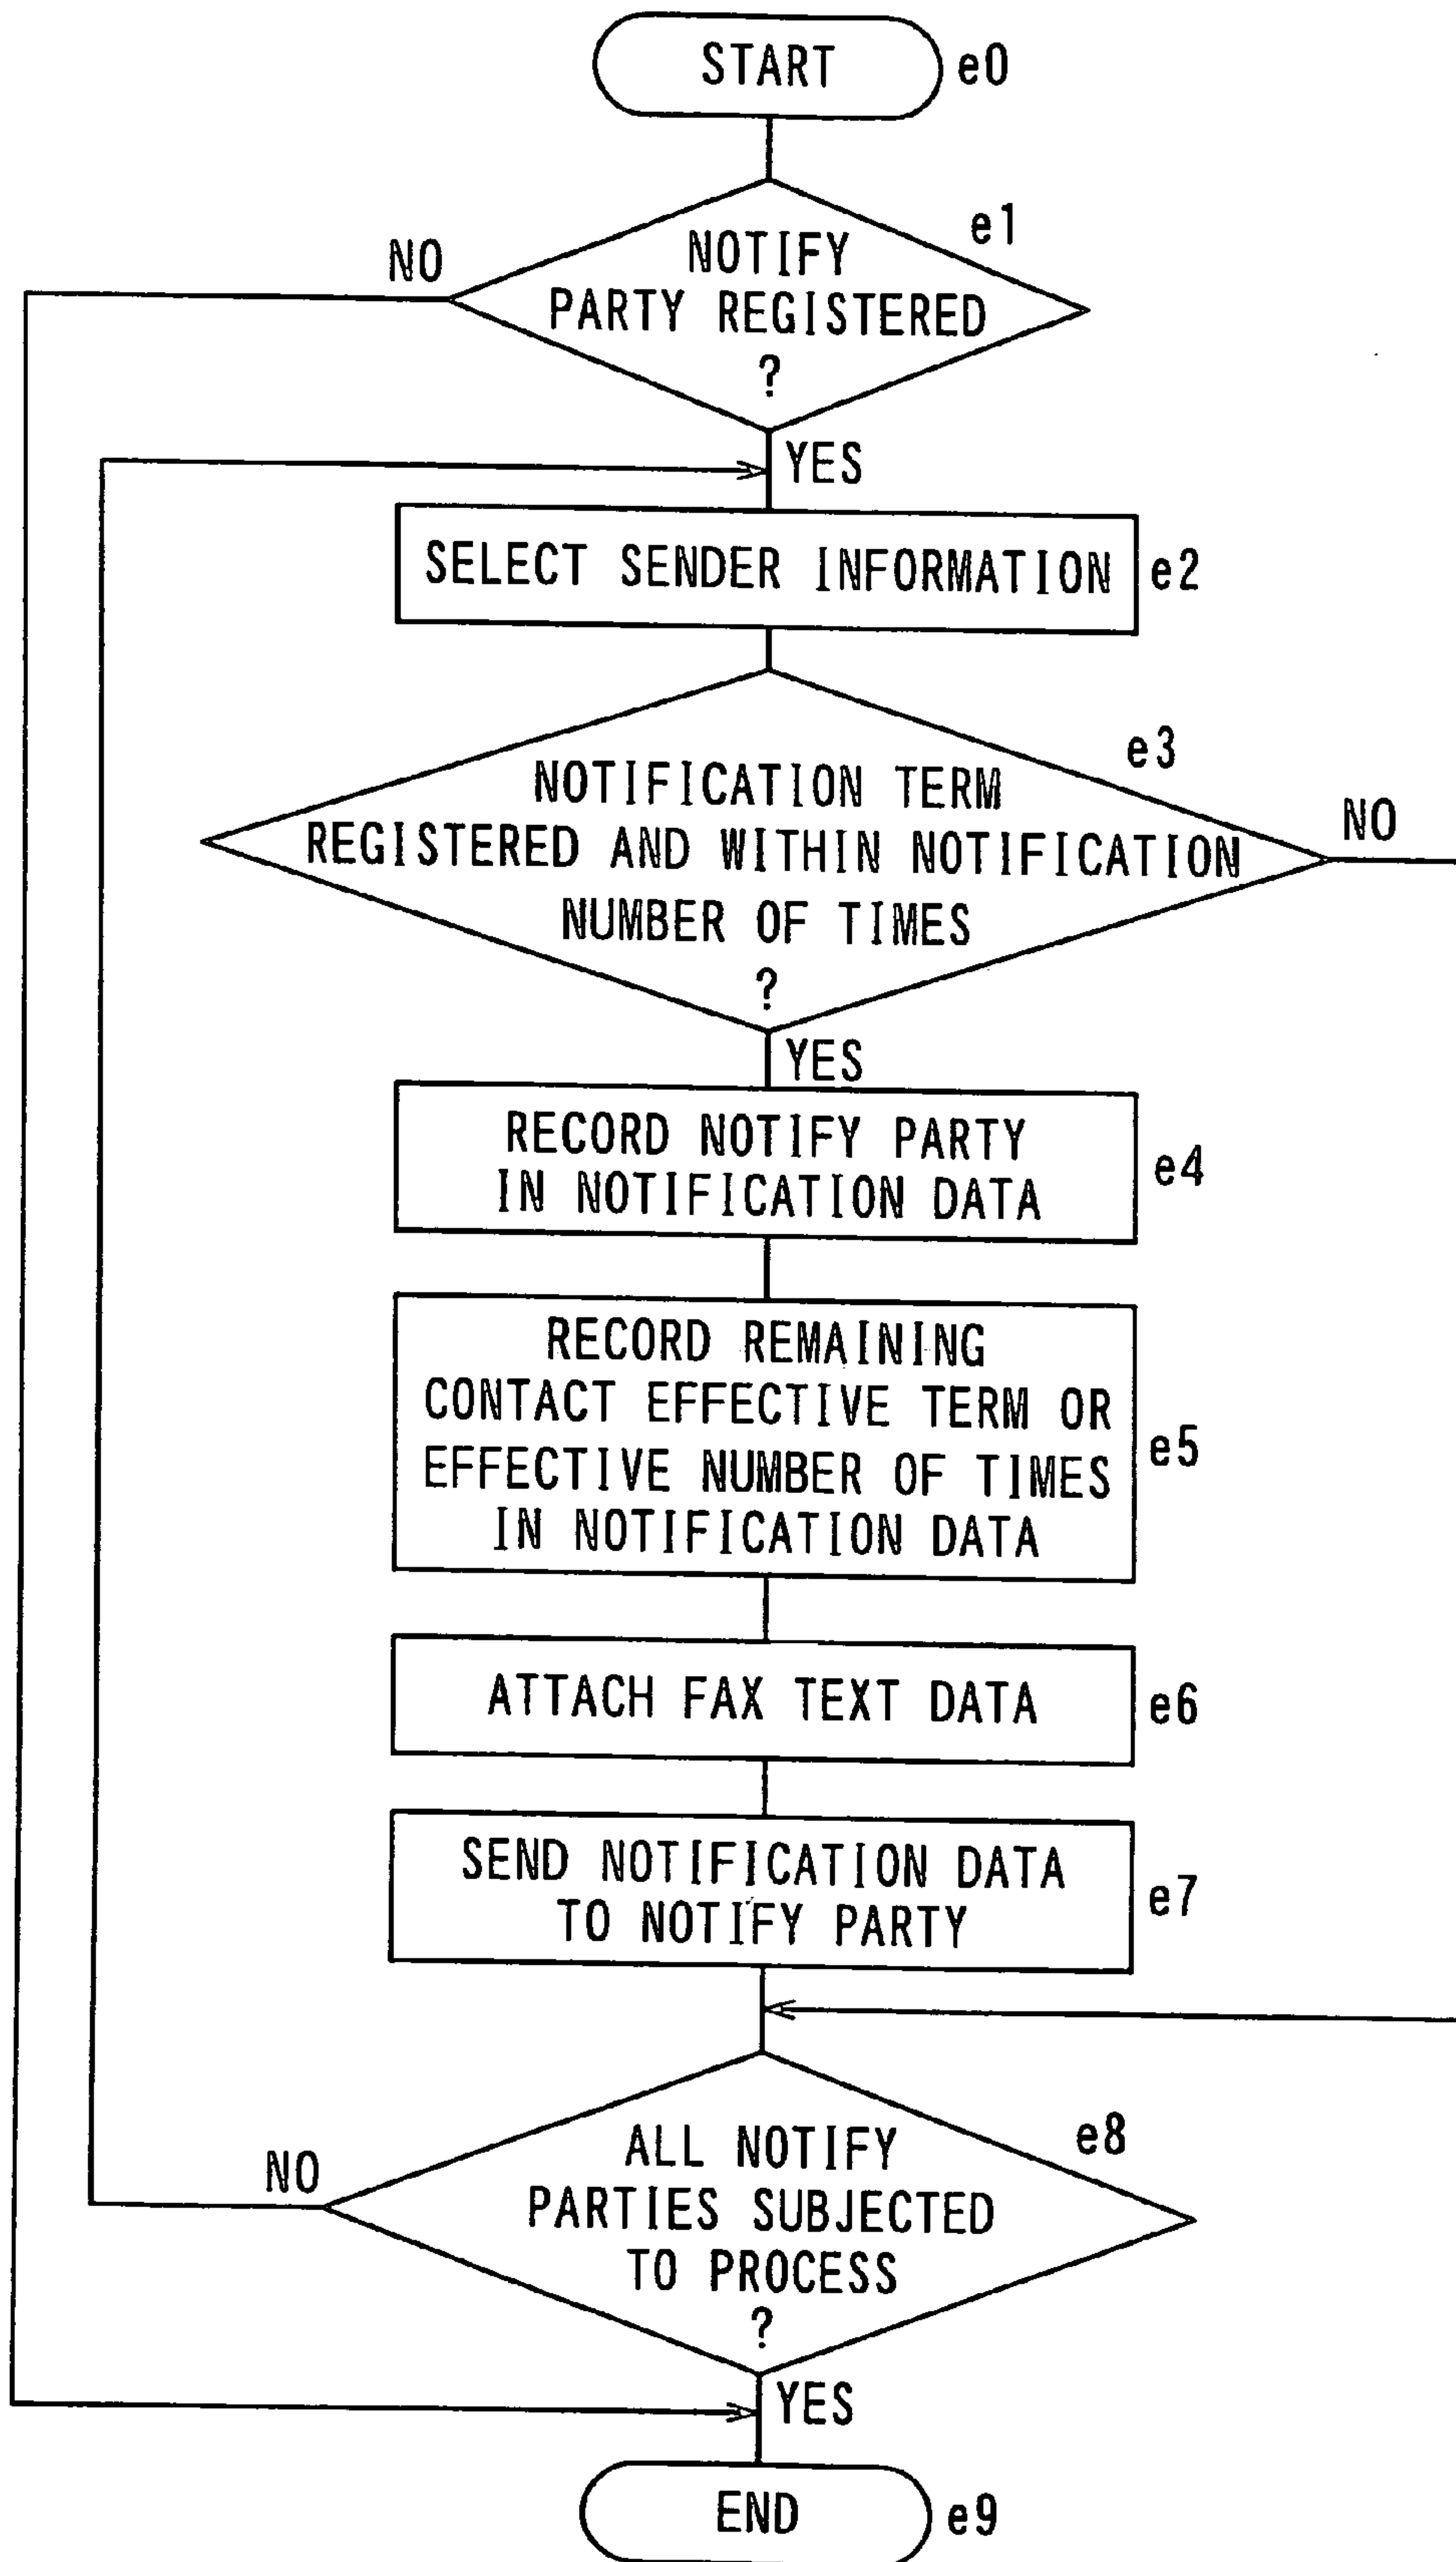 START e0
e1
NO
NOTIFY
PARTY REGISTERED
?
YES
SELECT SENDER INFORMATION e2
e3
NOTIFICATION TERM
NO
REGISTERED AND WITHIN NOTIFICATION
NUMBER OF TIMES
?
YES
RECORD NOTIFY PARTY
IN NOTIFICATION DATA
e4
RECORD REMAINING
CONTACT EFFECTIVE TERM OR
EFFECTIVE NUMBER OF TIMES
IN NOTIFICATION DATA
e5
ATTACH FAX TEXT DATA e6
SEND NOTIFICATION DATA
TO NOTIFY PARTY
e7
e8
ALL NOTIFY
NO
PARTIES SUBJECTED
TO PROCESS
?
YES
END e9